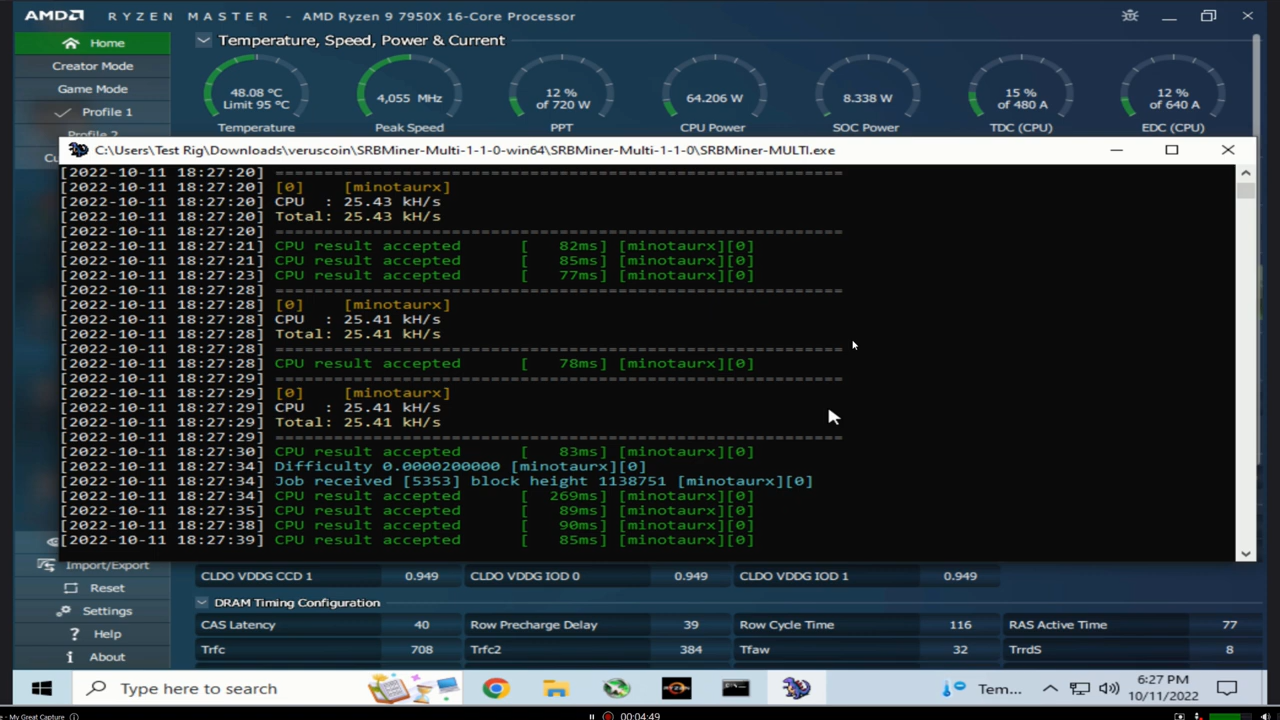 AMD RYZEN MASTER - AMD Ryzen 9 7950X 16-Core Processor
Home
Temperature, Speed, Power & Current
Creator Mode
Game Mode
Profile 1
Profile 2
48.08 °C
Limit 95 °C
Temperature
4,055 MHz
Peak Speed
12 %
of 720 W
PPT
64.206 W
CPU Power
8.338 W
SOC Power
15 %
of 480 A
TDC (CPU)
12 %
of 640 A
EDC (CPU)
C:\Users\Test Rig\Downloads\veruscoin\SRBMiner-Multi-1-1-0-win64\SRBMiner-Multi-1-1-0\SRBMiner-MULTI.exe
[2022-10-11 18:27:20] ==========================================================
[2022-10-11 18:27:20] [0] [minotaurx]
[2022-10-11 18:27:20] CPU : 25.43 kH/s
[2022-10-11 18:27:20] Total: 25.43 kH/s
[2022-10-11 18:27:20] ==========================================================
[2022-10-11 18:27:21] CPU result accepted [ 82ms] [minotaurx][0]
[2022-10-11 18:27:21] CPU result accepted [ 85ms] [minotaurx][0]
[2022-10-11 18:27:23] CPU result accepted [ 77ms] [minotaurx][0]
[2022-10-11 18:27:28] ==========================================================
[2022-10-11 18:27:28] [0] [minotaurx]
[2022-10-11 18:27:28] CPU : 25.41 kH/s
[2022-10-11 18:27:28] Total: 25.41 kH/s
[2022-10-11 18:27:28] ==========================================================
[2022-10-11 18:27:28] CPU result accepted [ 78ms] [minotaurx][0]
[2022-10-11 18:27:29] ==========================================================
[2022-10-11 18:27:29] [0] [minotaurx]
[2022-10-11 18:27:29] CPU : 25.41 kH/s
[2022-10-11 18:27:29] Total: 25.41 kH/s
[2022-10-11 18:27:29] ==========================================================
[2022-10-11 18:27:30] CPU result accepted [ 83ms] [minotaurx][0]
[2022-10-11 18:27:34] Difficulty 0.0000200000 [minotaurx][0]
[2022-10-11 18:27:34] Job received [5353] block height 1138751 [minotaurx][0]
[2022-10-11 18:27:34] CPU result accepted [ 269ms] [minotaurx][0]
[2022-10-11 18:27:35] CPU result accepted [ 89ms] [minotaurx][0]
[2022-10-11 18:27:38] CPU result accepted [ 90ms] [minotaurx][0]
[2022-10-11 18:27:39] CPU result accepted [ 85ms] [minotaurx][0]
Import/Export
Reset
Settings
Help
About
CLDO VDDG CCD 1 0.949 CLDO VDDG IOD 0 0.949 CLDO VDDG IOD 1 0.949
DRAM Timing Configuration
CAS Latency 40 Row Precharge Delay 39 Row Cycle Time 116 RAS Active Time 77
Trfc 708 Trfc2 384 Tfaw 32 TrrdS 8
Type here to search
Tem...
6:27 PM
10/11/2022
- My Great Capture
00:04:49